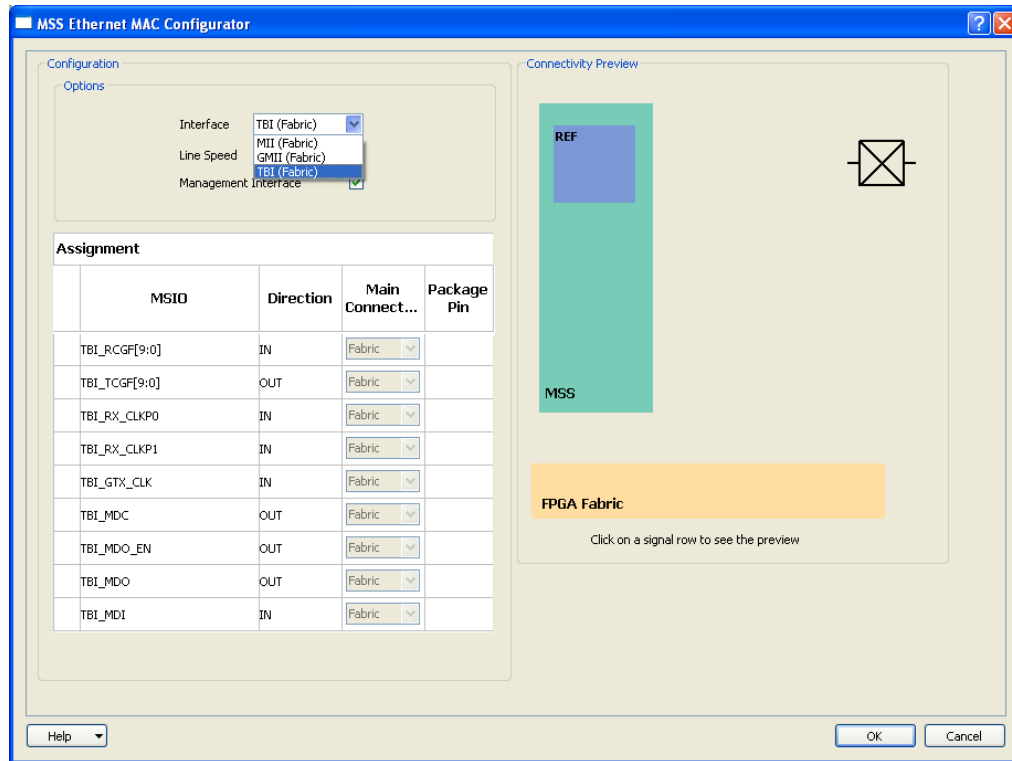 MSS Ethernet MAC Configurator
Configuration
Options
Interface TBI (Fabric)
MII (Fabric)
GMII (Fabric)
TBI (Fabric)
Line Speed
Management Interface
Assignment
MSIO Direction Main Connect... Package Pin
TBI_RCGF[9:0] IN Fabric
TBI_TCGF[9:0] OUT Fabric
TBI_RX_CLKP0 IN Fabric
TBI_RX_CLKP1 IN Fabric
TBI_GTX_CLK IN Fabric
TBI_MDC OUT Fabric
TBI_MDO_EN OUT Fabric
TBI_MDO OUT Fabric
TBI_MDI IN Fabric
Connectivity Preview
REF
MSS
FPGA Fabric
Click on a signal row to see the preview
Help
OK
Cancel